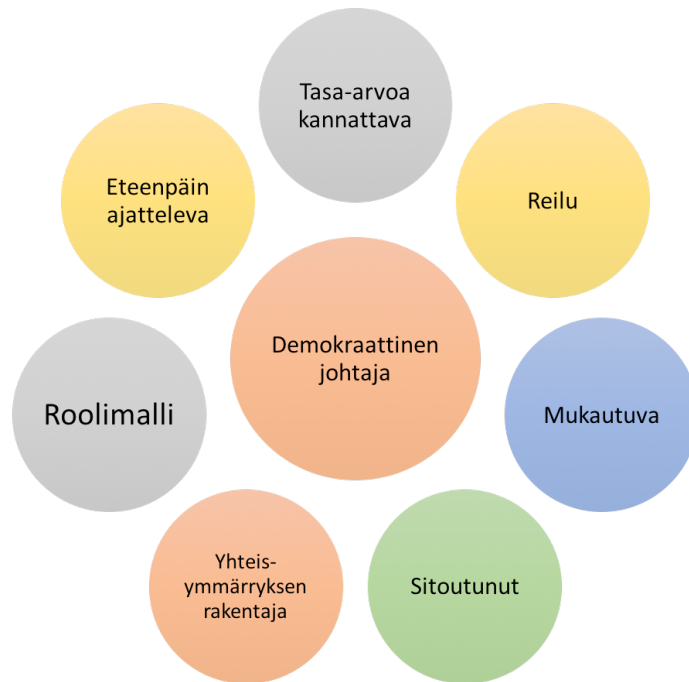 Tasa-arvoa
kannattava
Eteenpäin
ajatteleva
Reilu
Demokraattinen
johtaja
Roolimalli
Mukautuva
Yhteis-
ymmärryksen
rakentaja
Sitoutunut